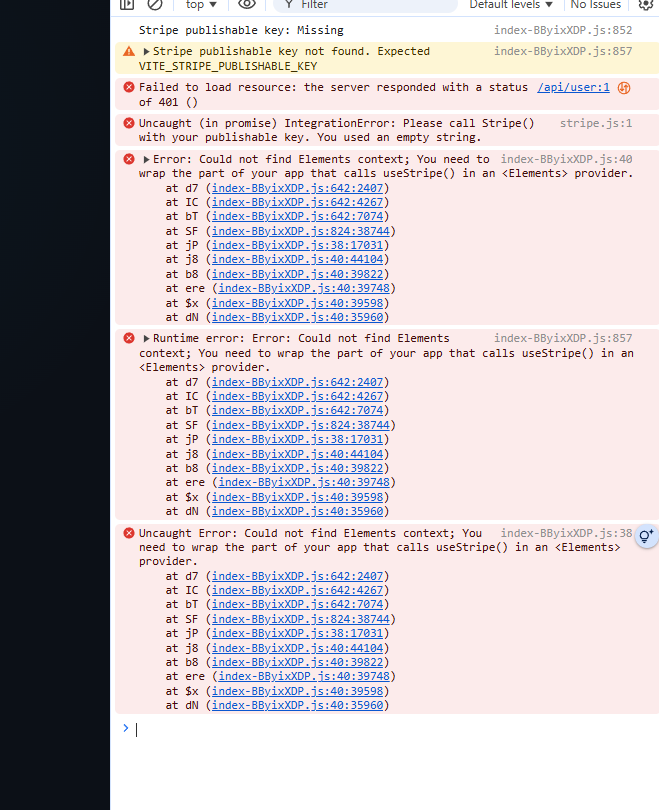 top ▼ Filter Default levels ▼ No Issues
Stripe publishable key: Missing index-BByixXDP.js:852
Stripe publishable key not found. Expected index-BByixXDP.js:857
VITE_STRIPE_PUBLISHABLE_KEY
Failed to load resource: the server responded with a status /api/user:1
of 401 ()
Uncaught (in promise) IntegrationError: Please call Stripe() stripe.js:1
with your publishable key. You used an empty string.
Error: Could not find Elements context; You need to index-BByixXDP.js:40
wrap the part of your app that calls useStripe() in an <Elements> provider.
at d7 (index-BByixXDP.js:642:2407)
at IC (index-BByixXDP.js:642:4267)
at bT (index-BByixXDP.js:642:7074)
at SF (index-BByixXDP.js:824:38744)
at jP (index-BByixXDP.js:38:17031)
at j8 (index-BByixXDP.js:40:44104)
at b8 (index-BByixXDP.js:40:39822)
at ere (index-BByixXDP.js:40:39748)
at $x (index-BByixXDP.js:40:39598)
at dN (index-BByixXDP.js:40:35960)
Runtime error: Error: Could not find Elements index-BByixXDP.js:857
context; You need to wrap the part of your app that calls useStripe() in an
<Elements> provider.
at d7 (index-BByixXDP.js:642:2407)
at IC (index-BByixXDP.js:642:4267)
at bT (index-BByixXDP.js:642:7074)
at SF (index-BByixXDP.js:824:38744)
at jP (index-BByixXDP.js:38:17031)
at j8 (index-BByixXDP.js:40:44104)
at b8 (index-BByixXDP.js:40:39822)
at ere (index-BByixXDP.js:40:39748)
at $x (index-BByixXDP.js:40:39598)
at dN (index-BByixXDP.js:40:35960)
Uncaught Error: Could not find Elements context; You index-BByixXDP.js:38
need to wrap the part of your app that calls useStripe() in an <Elements>
provider.
at d7 (index-BByixXDP.js:642:2407)
at IC (index-BByixXDP.js:642:4267)
at bT (index-BByixXDP.js:642:7074)
at SF (index-BByixXDP.js:824:38744)
at jP (index-BByixXDP.js:38:17031)
at j8 (index-BByixXDP.js:40:44104)
at b8 (index-BByixXDP.js:40:39822)
at ere (index-BByixXDP.js:40:39748)
at $x (index-BByixXDP.js:40:39598)
at dN (index-BByixXDP.js:40:35960)